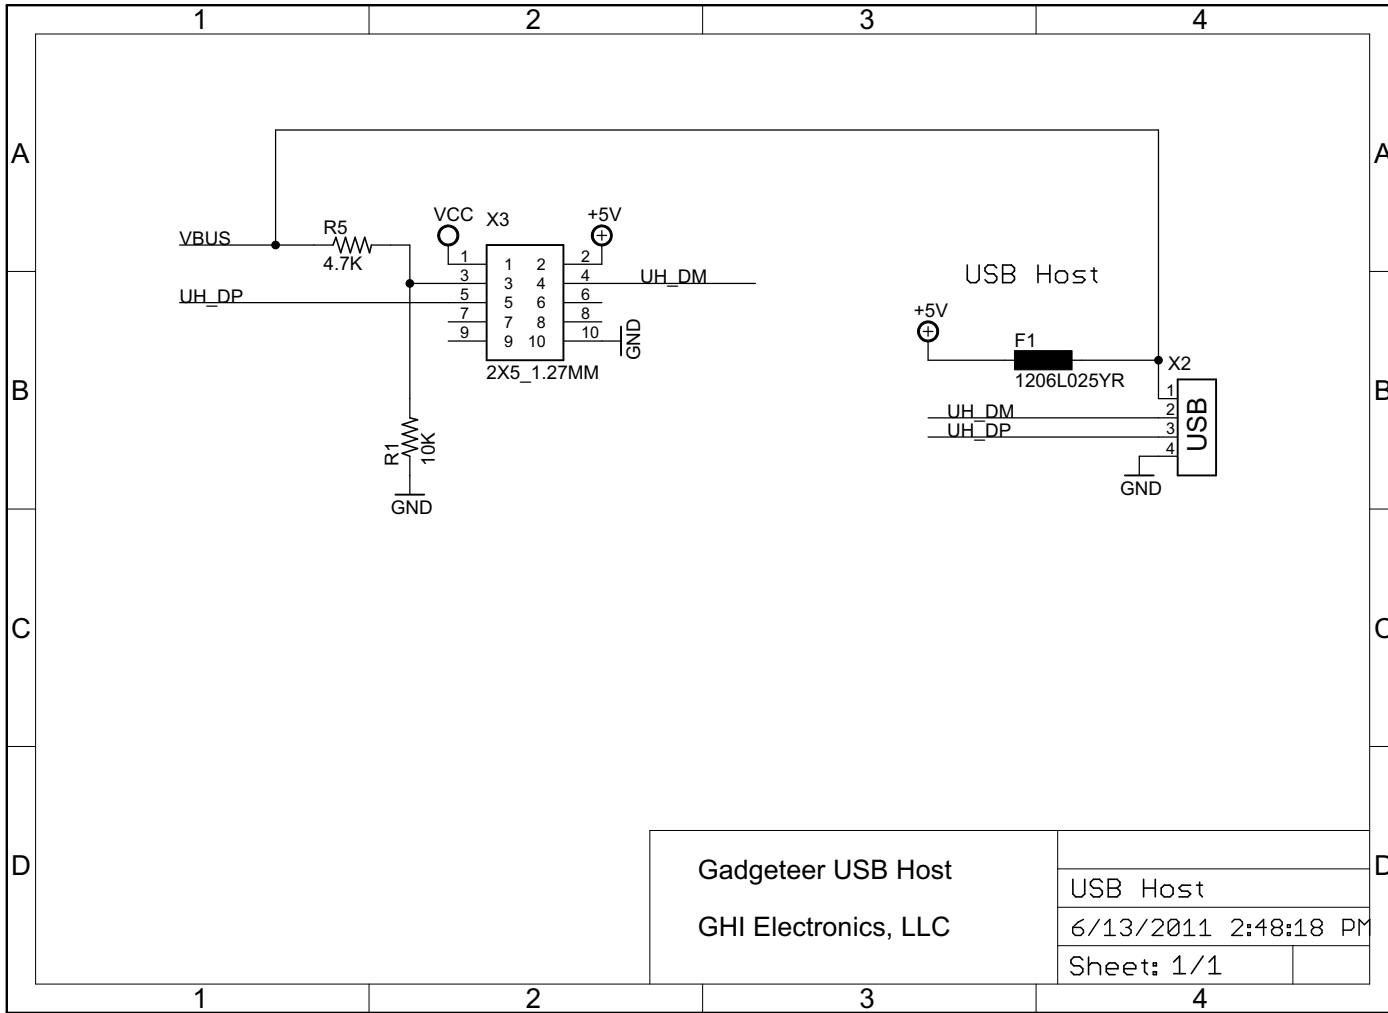 1 2 3 4
A A
VCC X3 +5V
VBUS R5
4.7K
1 1 2 2
3 3 4 4 UH_DM
UH_DP 5 5 6 6
7 7 8 8
9 9 10 10 GND
2X5_1.27MM
USB Host
+5V
F1
1206L025YR
X2
B B
1
UH_DM 2
UH_DP 3
4
USB
GND
R1 10K
GND
C C
D D
Gadgeteer USB Host
GHI Electronics, LLC
USB Host
6/13/2011 2:48:18 PM
Sheet: 1/1
1 2 3 4